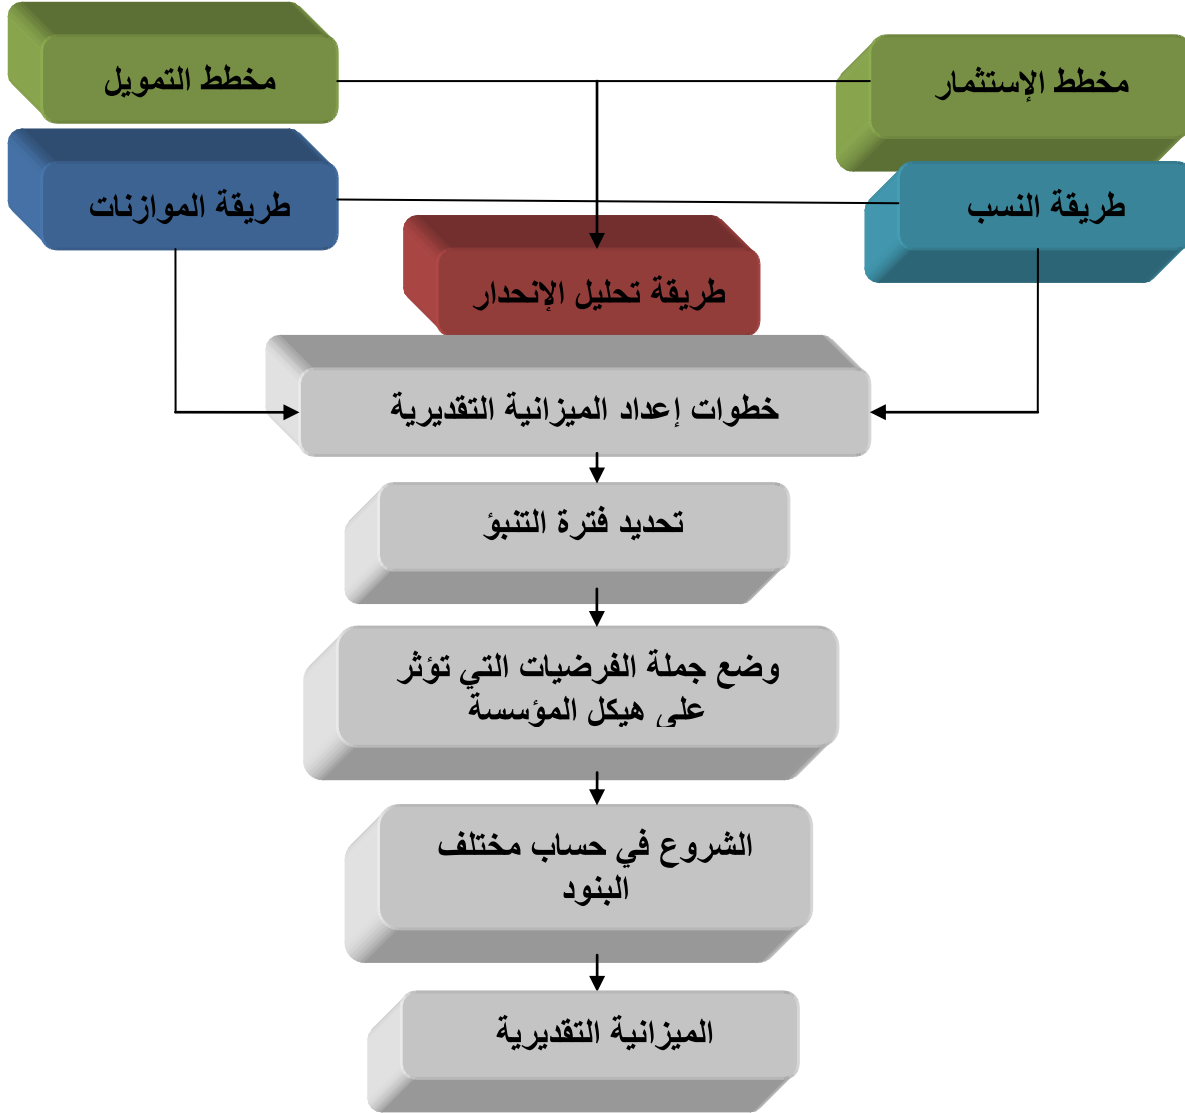 مخطط الإستثمار
مخطط التمويل
طريقة النسب
طريقة الموازنات
طريقة تحليل الإنحدار
خطوات إعداد الميزانية التقديرية
تحديد فترة التنبؤ
وضع جملة الفرضيات التي تؤثر
على هيكل المؤسسة
الشروع في حساب مختلف
البنود
الميزانية التقديرية